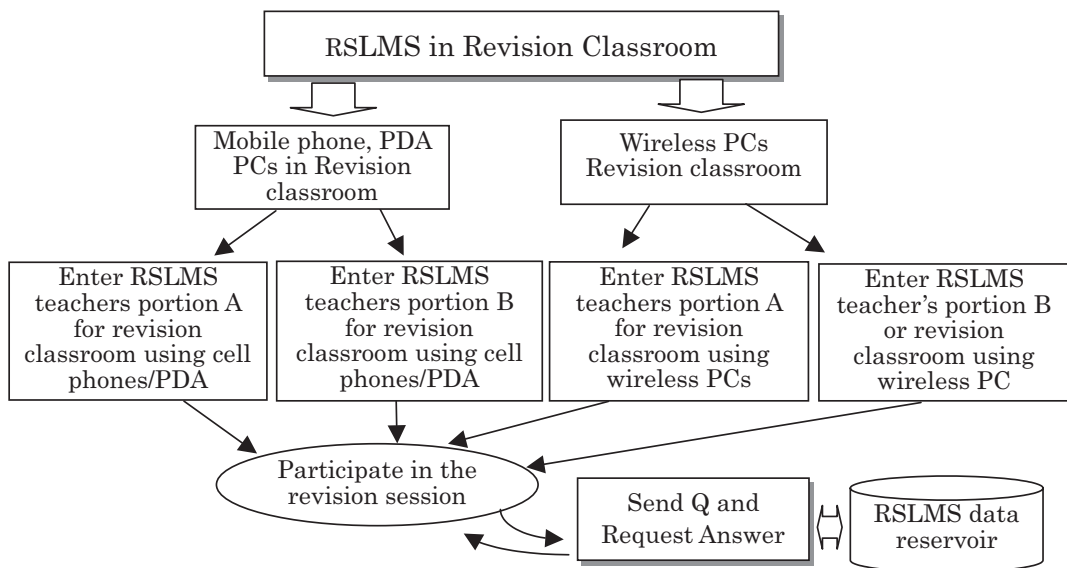 RSLMS in Revision Classroom
Mobile phone, PDA
PCs in Revision
classroom
Wireless PCs
Revision classroom
Enter RSLMS
teachers portion A
for revision
classroom using cell
phones/PDA
Enter RSLMS
teachers portion B
for revision
classroom using cell
phones/PDA
Enter RSLMS
teachers portion A
for revision
classroom using
wireless PCs
Enter RSLMS
teacher’s portion B
or revision
classroom using
wireless PC
Participate in the
revision session
Send Q and
Request Answer
RSLMS data
reservoir